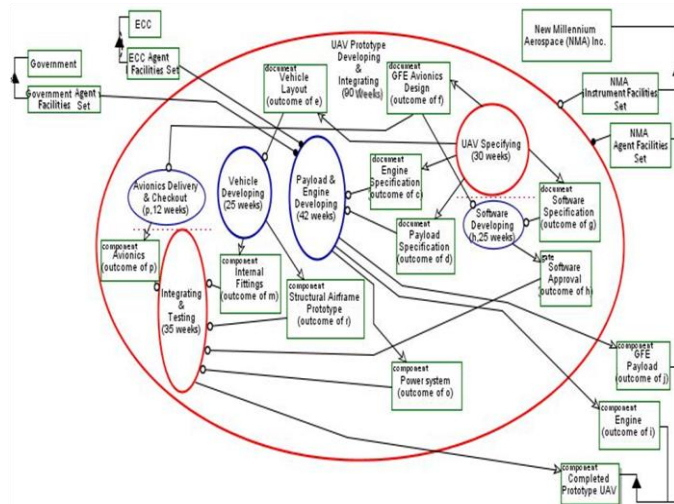 ECC
Government
ECC Agent
Facilities Set
Government Agent
Facilities Set
New Millennium
Aerospace (NMA) Inc.
NMA
Instrument Facilities
Set
NMA
Agent Facilities
Set
UAV Prototype
Developing
&
Integrating
(90 Weeks)
document
Vehicle
Layout
(outcome of e)
document
GFE Avionics
Design
(outcome of f)
UAV Specifying
(30 weeks)
Avionics Delivery
& Checkout
(p,12 weeks)
Vehicle
Developing
(25 weeks)
Payload &
Engine
Developing
(42 weeks)
document
Engine
Specification
(outcome of c)
document
Payload
Specification
(outcome of d)
Software
Developing
(h,25 weeks)
document
Software
Specification
(outcome of g)
component
Avionics
(outcome of p)
Integrating
&
Testing
(35 weeks)
component
Internal
Fittings
(outcome of m)
component
Structural Airframe
Prototype
(outcome of r)
gate
Software
Approval
(outcome of h)
component
Power system
(outcome of o)
component
GFE
Payload
(outcome of j)
component
Engine
(outcome of i)
component
Completed
Prototype UAV